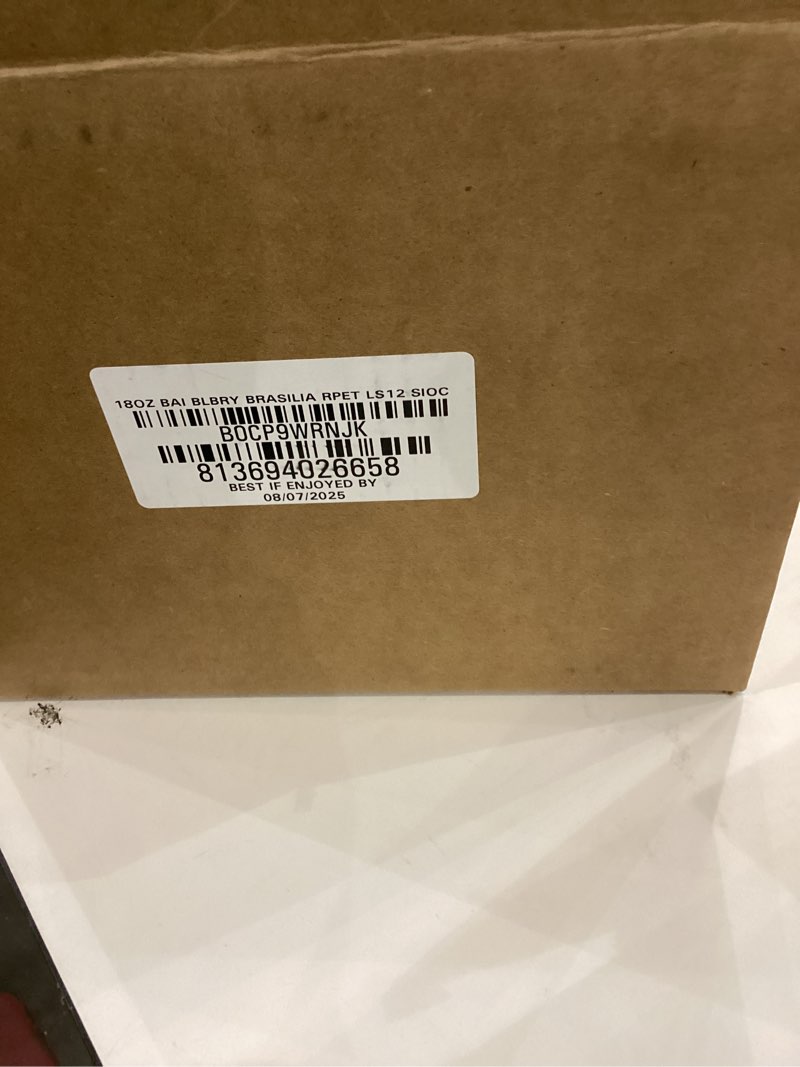 18OZ BAI BLBRY BRASILIA RPET LS12 SIOC
B0CP9WRNJK
813694026658
BEST IF ENJOYED BY
08/07/2025